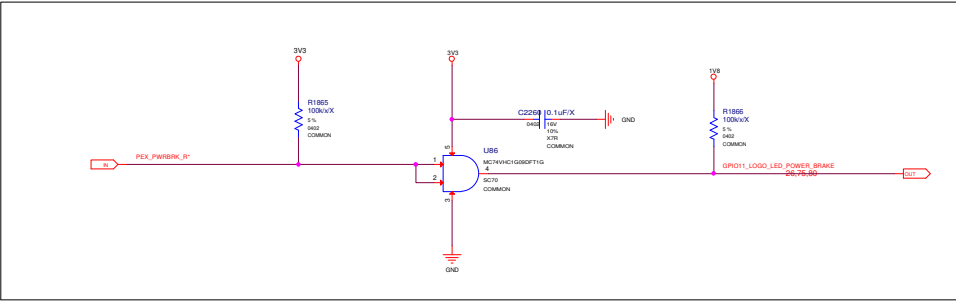 3V3
R1865
100k/x/X
5%
0402
COMMON
3V3
C2260
0.1uF/X
0402
16V
10%
X7R
COMMON
GND
1V8
R1866
100k/x/X
5%
0402
COMMON
IN
PEX_PWRBRK_R*
1
2
5
3
4
U86
MC74VHC1G09DFT1G
SC70
COMMON
GPIO11_LOGO_LED_POWER_BRAKE
26,75,80
OUT
GND